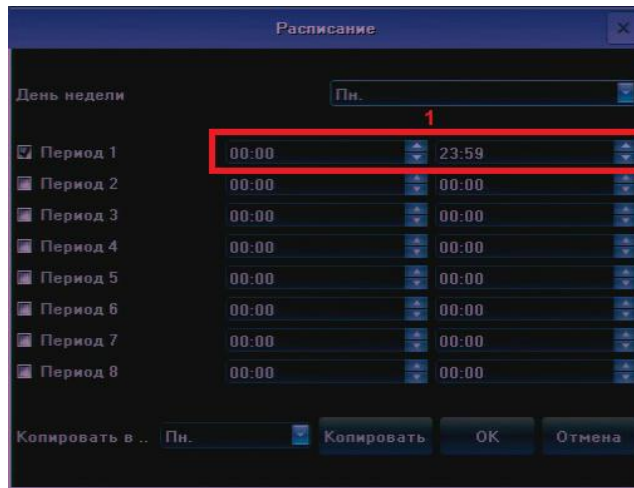 Расписание
День недели Пн.
1
Период 1 00:00 23:59
Период 2 00:00 00:00
Период 3 00:00 00:00
Период 4 00:00 00:00
Период 5 00:00 00:00
Период 6 00:00 00:00
Период 7 00:00 00:00
Период 8 00:00 00:00
Копировать в .. Пн. Копировать ОК Отмена